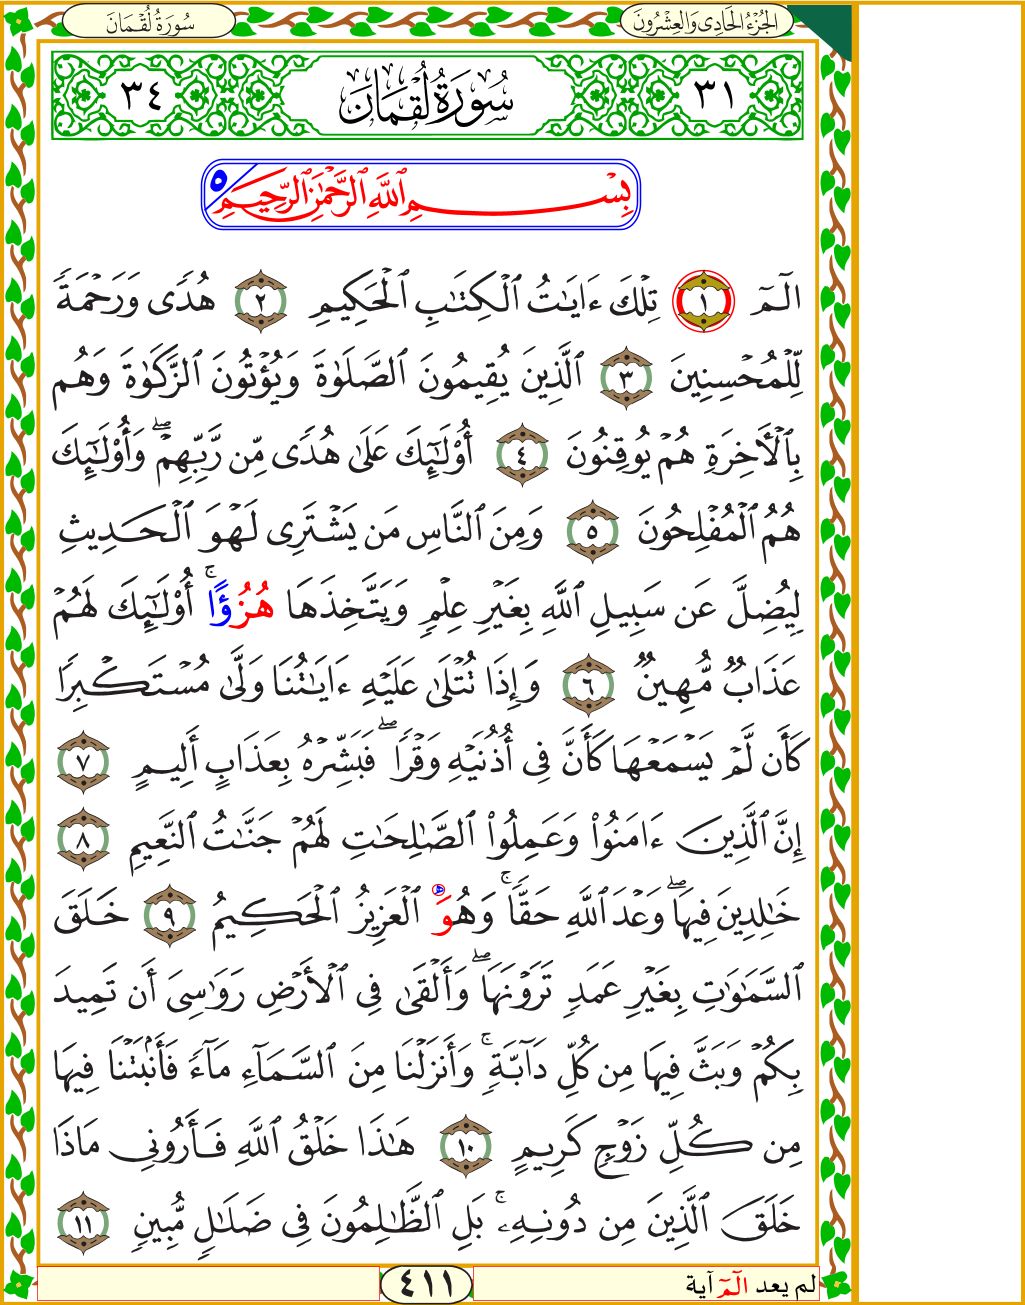 الجُزْءُ الحَادِى وَالعِشْرُونَ
سُورَةُ لُقْمَانَ
٣١
سُورَةُ لُقْمَانَ
٣٤
بِسْمِ ٱللَّهِ ٱلرَّحْمَٰنِ ٱلرَّحِيمِ ٥
الٓمٓ ١ تِلْكَ ءَايَٰتُ ٱلْكِتَٰبِ ٱلْحَكِيمِ ٢ هُدًى وَرَحْمَةً
لِّلْمُحْسِنِينَ ٣ ٱلَّذِينَ يُقِيمُونَ ٱلصَّلَوٰةَ وَيُؤْتُونَ ٱلزَّكَوٰةَ وَهُم
بِٱلْأَخِرَةِ هُمْ يُوقِنُونَ ٤ أُوْلَٰٓئِكَ عَلَىٰ هُدًى مِّن رَّبِّهِمْۖ وَأُوْلَٰٓئِكَ
هُمُ ٱلْمُفْلِحُونَ ٥ وَمِنَ ٱلنَّاسِ مَن يَشْتَرِى لَهْوَ ٱلْحَدِيثِ
لِيُضِلَّ عَن سَبِيلِ ٱللَّهِ بِغَيْرِ عِلْمٍ وَيَتَّخِذَهَا هُزُؤًاۚ أُوْلَٰٓئِكَ لَهُمْ
عَذَابٌ مُّهِينٌ ٦ وَإِذَا تُتْلَىٰ عَلَيْهِ ءَايَٰتُنَا وَلَّىٰ مُسْتَكْبِرًا
كَأَن لَّمْ يَسْمَعْهَا كَأَنَّ فِى أُذُنَيْهِ وَقْرًاۖ فَبَشِّرْهُ بِعَذَابٍ أَلِيمٍ ٧
إِنَّ ٱلَّذِينَ ءَامَنُواْ وَعَمِلُواْ ٱلصَّٰلِحَٰتِ لَهُمْ جَنَّٰتُ ٱلنَّعِيمِ ٨
خَٰلِدِينَ فِيهَاۖ وَعْدَ ٱللَّهِ حَقًّاۚ وَهُوَ ٱلْعَزِيزُ ٱلْحَكِيمُ ٩ خَلَقَ
ٱلسَّمَٰوَٰتِ بِغَيْرِ عَمَدٍ تَرَوْنَهَاۖ وَأَلْقَىٰ فِى ٱلْأَرْضِ رَوَٰسِىَ أَن تَمِيدَ
بِكُمْ وَبَثَّ فِيهَا مِن كُلِّ دَآبَّةٍۚ وَأَنزَلْنَا مِنَ ٱلسَّمَآءِ مَآءً فَأَنۢبَتْنَا فِيهَا
مِن كُلِّ زَوْجٍ كَرِيمٍ ١٠ هَٰذَا خَلْقُ ٱللَّهِ فَأَرُونِى مَاذَا
خَلَقَ ٱلَّذِينَ مِن دُونِهِۦۚ بَلِ ٱلظَّٰلِمُونَ فِى ضَلَٰلٍ مُّبِينٍ ١١
لم يعد الٓمٓ آية
٤١١